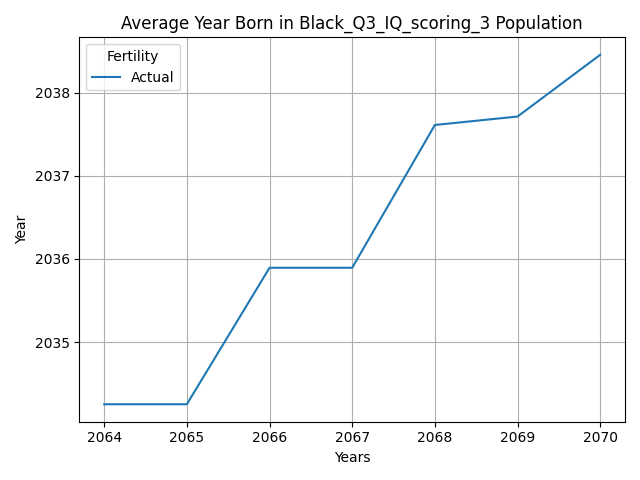 Average Year Born in Black_Q3_IQ_scoring_3 Population
Fertility
Actual
2038
2037
2036
2035
Year
2064 2065 2066 2067 2068 2069 2070
Years